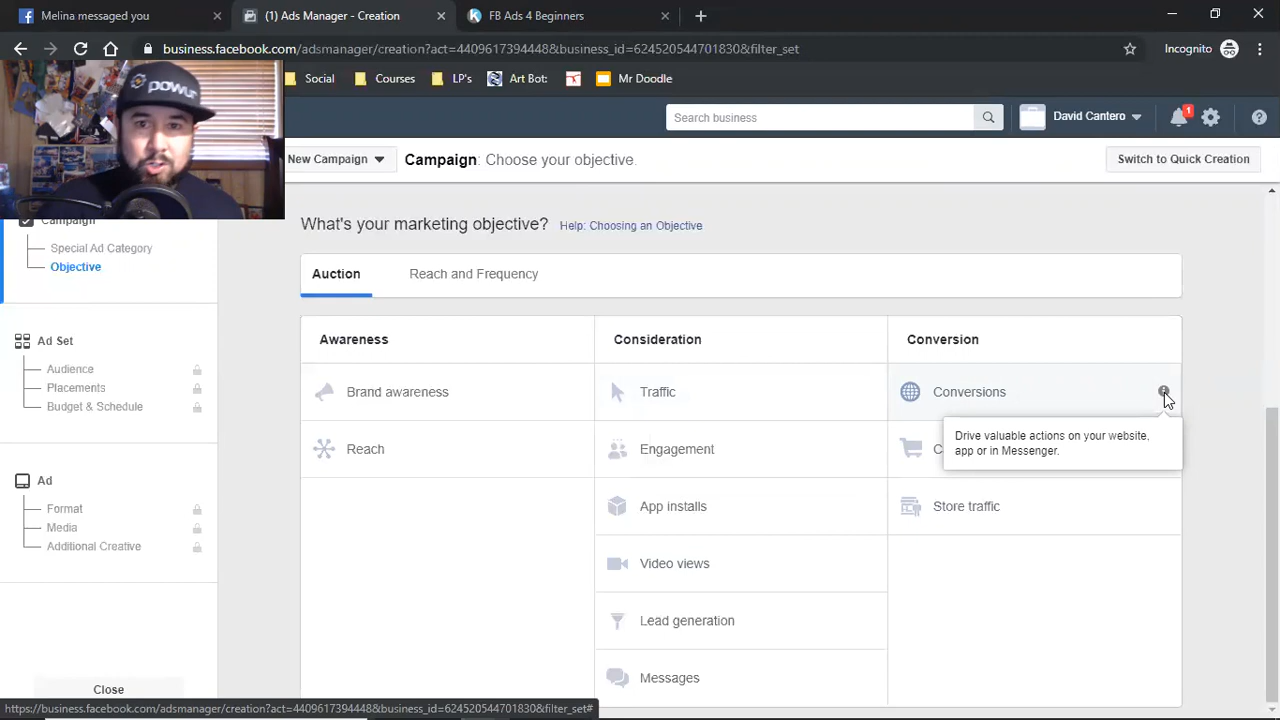 Melina messaged you
(1) Ads Manager - Creation
FB Ads 4 Beginners
business.facebook.com/adsmanager/creation?act=4409617394448&business_id=624520544701830&filter_set
Incognito
Social
Courses
LP's
Art Bot
Mr Doodle
powur
Search business
David Cam
1
New Campaign
Campaign: Choose your objective.
Switch to Quick Creation
Campaign
Special Ad Category
Objective
Ad Set
Audience
Placements
Budget & Schedule
Ad
Format
Media
Additional Creative
Close
What's your marketing objective? Help: Choosing an Objective
Auction
Reach and Frequency
Awareness
Consideration
Conversion
Brand awareness
Traffic
Conversions
Drive valuable actions on your website,
app or in Messenger.
Reach
Engagement
C
App installs
Store traffic
Video views
Lead generation
Messages
https://business.facebook.com/adsmanager/creation?act=4409617394448&business_id=624520544701830&filter_set#